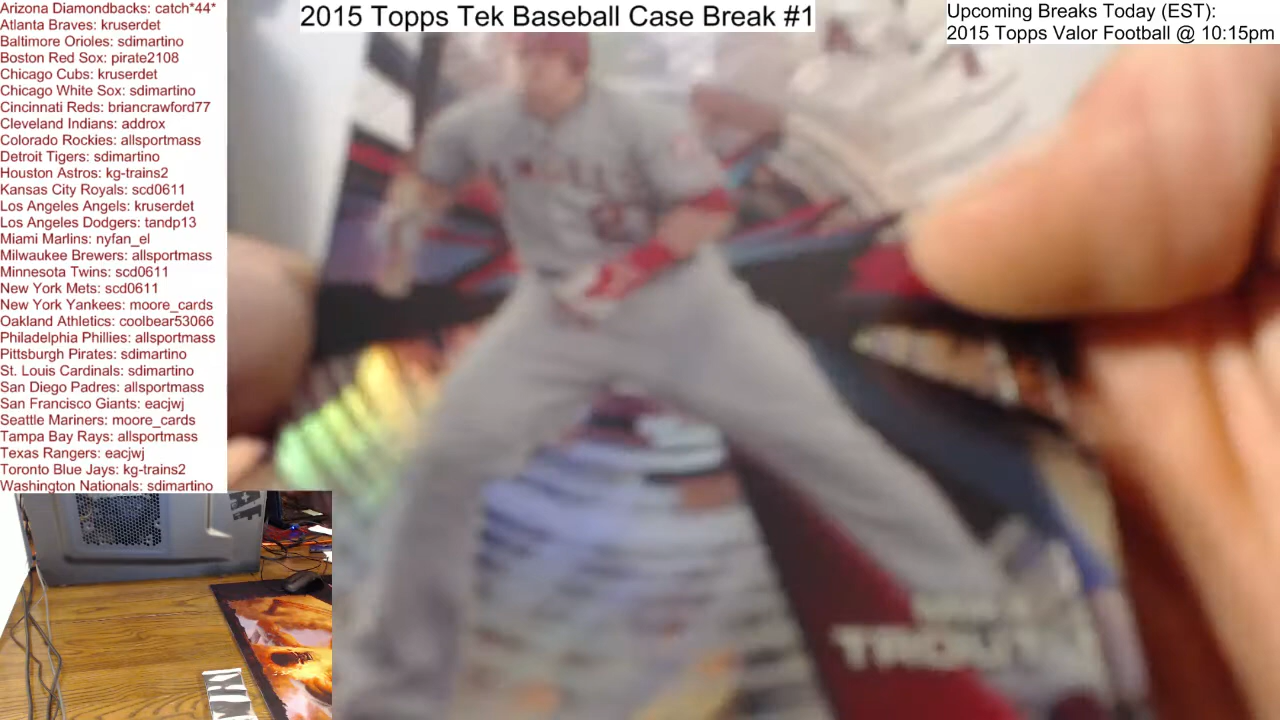 Arizona Diamondbacks: catch*44*
Atlanta Braves: kruserdet
Baltimore Orioles: sdimartino
Boston Red Sox: pirate2108
Chicago Cubs: kruserdet
Chicago White Sox: sdimartino
Cincinnati Reds: briancrawford77
Cleveland Indians: addrox
Colorado Rockies: allsportmass
Detroit Tigers: sdimartino
Houston Astros: kg-trains2
Kansas City Royals: scd0611
Los Angeles Angels: kruserdet
Los Angeles Dodgers: tandp13
Miami Marlins: nyfan_el
Milwaukee Brewers: allsportmass
Minnesota Twins: scd0611
New York Mets: scd0611
New York Yankees: moore_cards
Oakland Athletics: coolbear53066
Philadelphia Phillies: allsportmass
Pittsburgh Pirates: sdimartino
St. Louis Cardinals: sdimartino
San Diego Padres: allsportmass
San Francisco Giants: eacjwj
Seattle Mariners: moore_cards
Tampa Bay Rays: allsportmass
Texas Rangers: eacjwj
Toronto Blue Jays: kg-trains2
Washington Nationals: sdimartino
2015 Topps Tek Baseball Case Break #1
Upcoming Breaks Today (EST):
2015 Topps Valor Football @ 10:15pm
TROUT